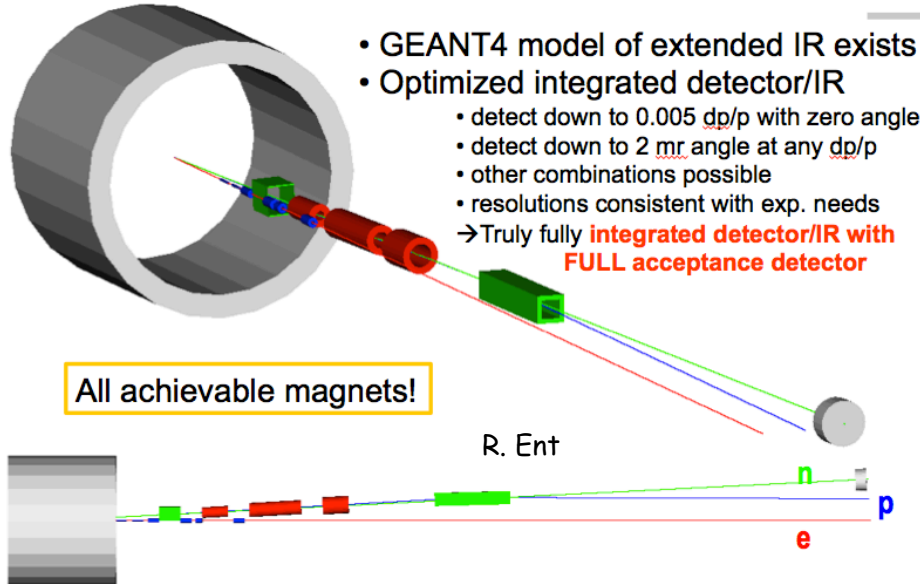 • GEANT4 model of extended IR exists
• Optimized integrated detector/IR
• detect down to 0.005 dp/p with zero angle
• detect down to 2 mr angle at any dp/p
• other combinations possible
• resolutions consistent with exp. needs
→Truly fully integrated detector/IR with
FULL acceptance detector
All achievable magnets!
R. Ent
n
p
e